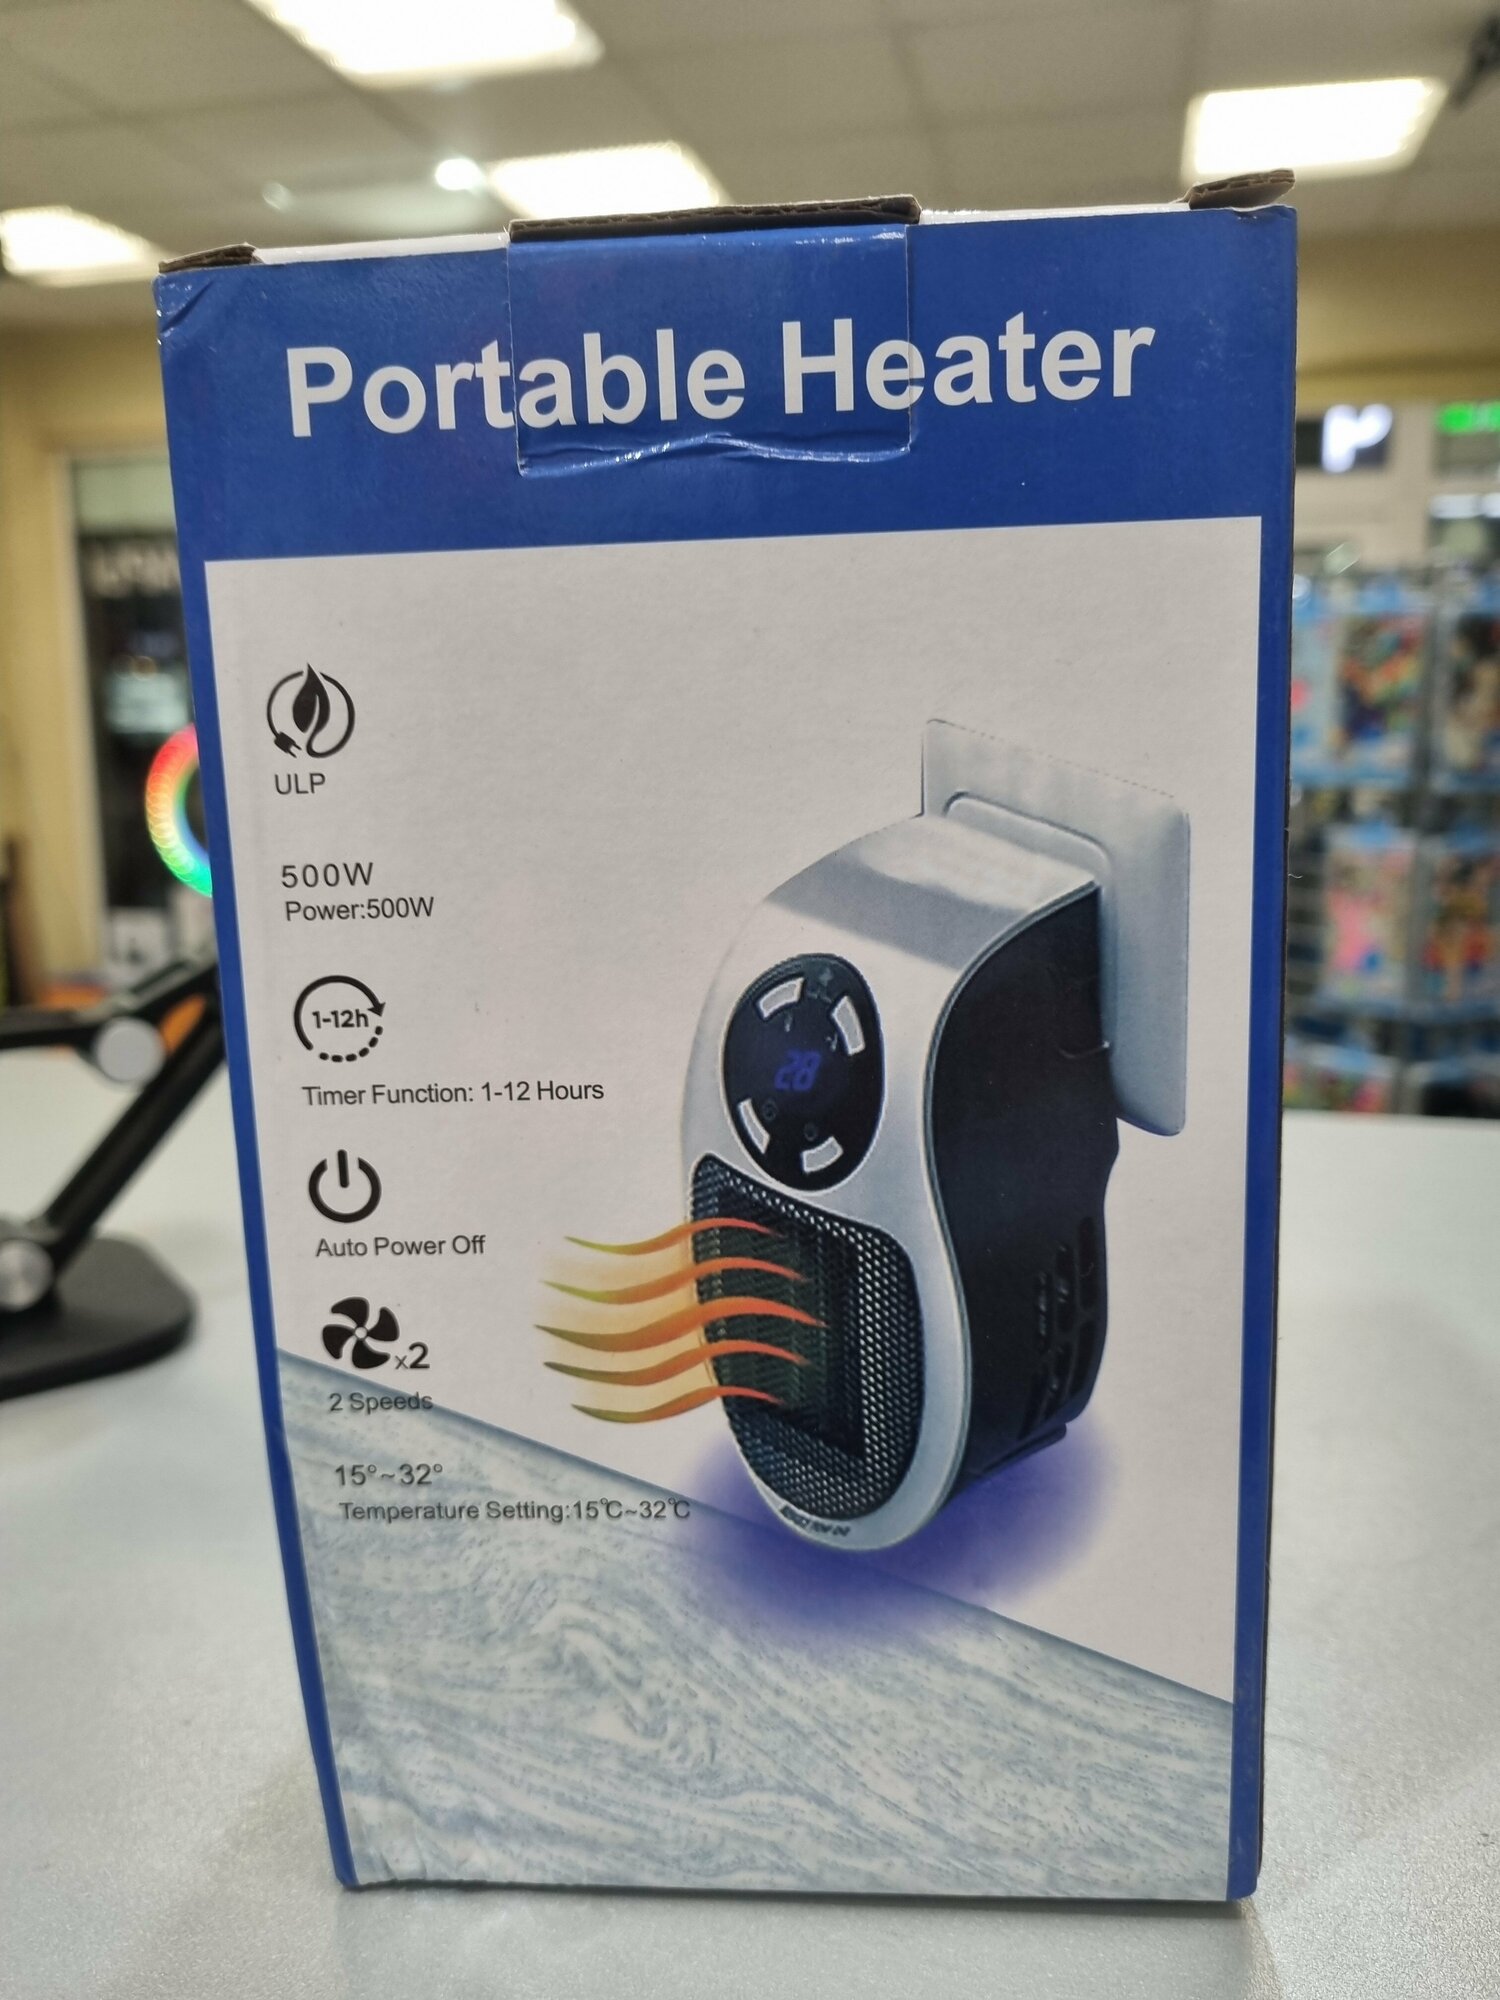 Portable Heater
ULP
500W
Power:500W
1-12h
Timer Function: 1-12 Hours
Auto Power Off
x2
2 Speeds
15°~32°
Temperature Setting:15℃~32℃
28